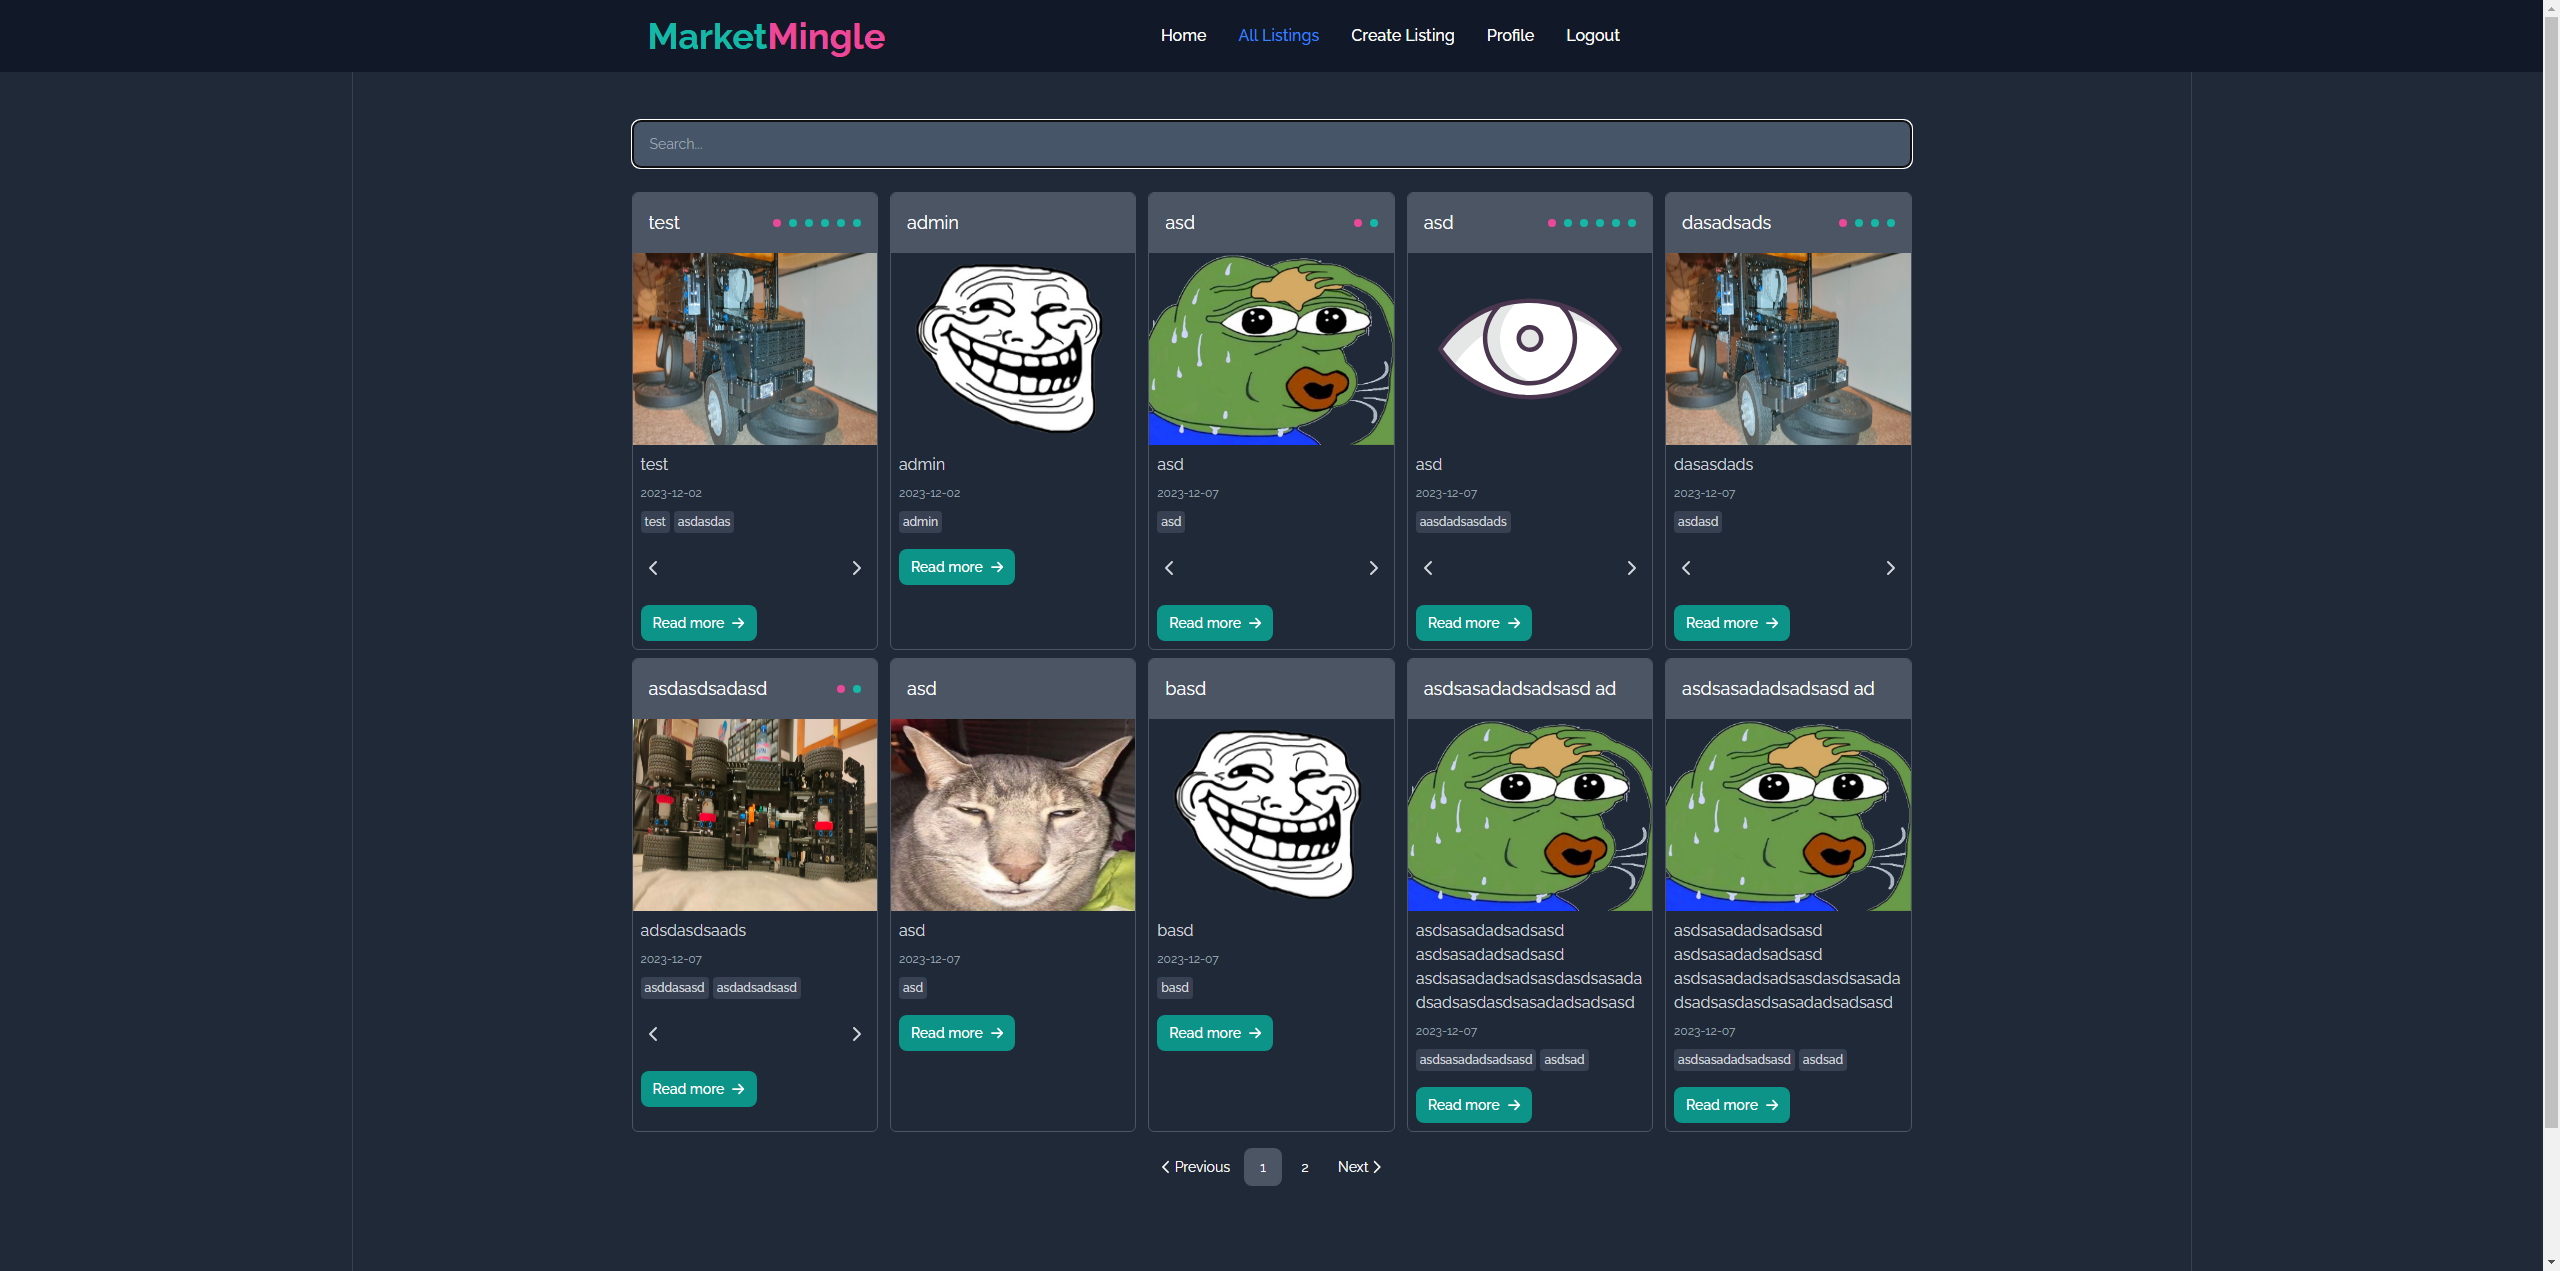 MarketMingle
Home All Listings Create Listing Profile Logout
Search...
test
test
2023-12-02
test asdasdas
Read more
admin
admin
2023-12-02
admin
Read more
asd
asd
2023-12-07
asd
Read more
asd
asd
2023-12-07
aasdadsasdads
Read more
dasadsads
dasasdads
2023-12-07
asdasd
Read more
asdasdsadasd
adsdasdsaads
2023-12-07
asddasasd asdadsadsasd
Read more
asd
asd
2023-12-07
asd
Read more
basd
basd
2023-12-07
basd
Read more
asdsasadadsadsasd ad
asdsasadadsadsasd
asdsasadadsadsasd
asdsasadadsadsasdasdsasada
dsadsasdasdsasadadsadsasd
2023-12-07
asdsasadadsadsasd asdsad
Read more
asdsasadadsadsasd ad
asdsasadadsadsasd
asdsasadadsadsasd
asdsasadadsadsasdasdsasada
dsadsasdasdsasadadsadsasd
2023-12-07
asdsasadadsadsasd asdsad
Read more
Previous 1 2 Next